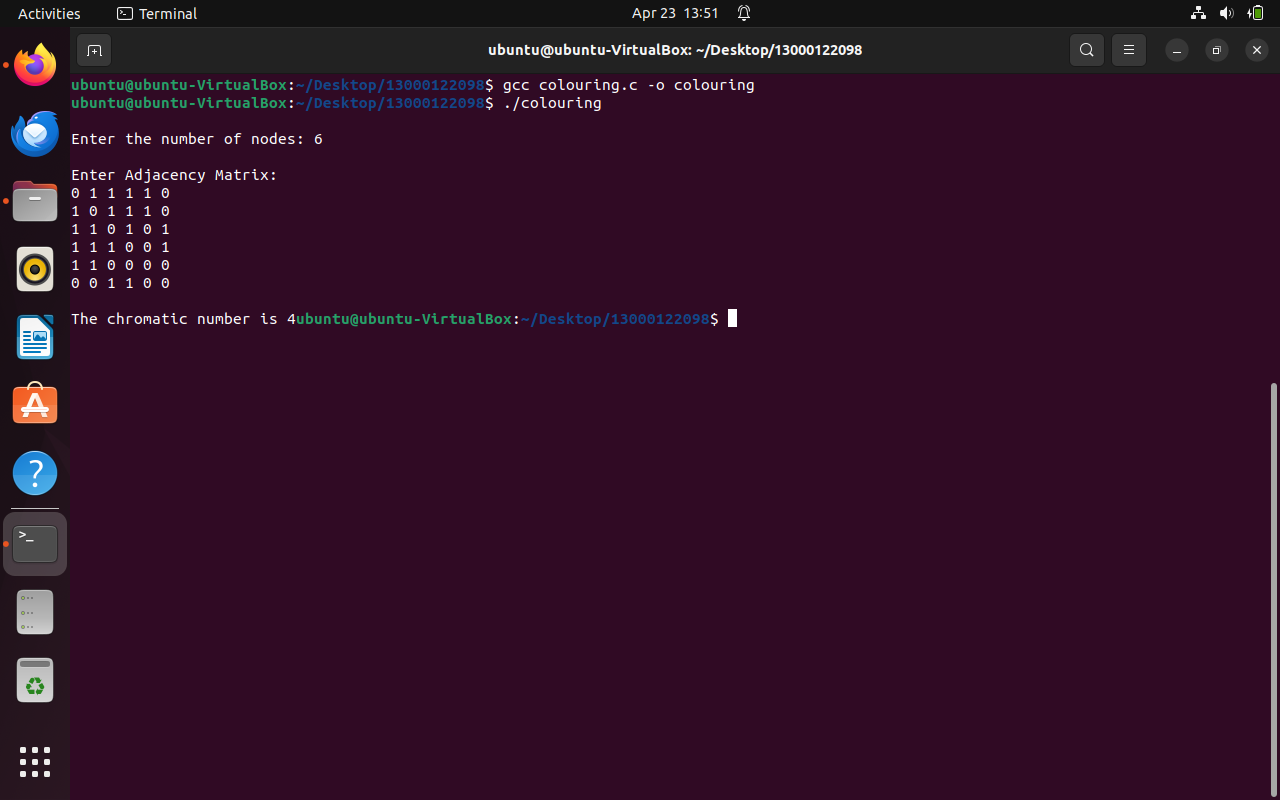 Activities Terminal Apr 23 13:51
ubuntu@ubuntu-VirtualBox: ~/Desktop/13000122098
ubuntu@ubuntu-VirtualBox:~/Desktop/13000122098$ gcc colouring.c -o colouring
ubuntu@ubuntu-VirtualBox:~/Desktop/13000122098$ ./colouring
Enter the number of nodes: 6
Enter Adjacency Matrix:
0 1 1 1 1 0
1 0 1 1 1 0
1 1 0 1 0 1
1 1 1 0 0 1
1 1 0 0 0 0
0 0 1 1 0 0
The chromatic number is 4ubuntu@ubuntu-VirtualBox:~/Desktop/13000122098$